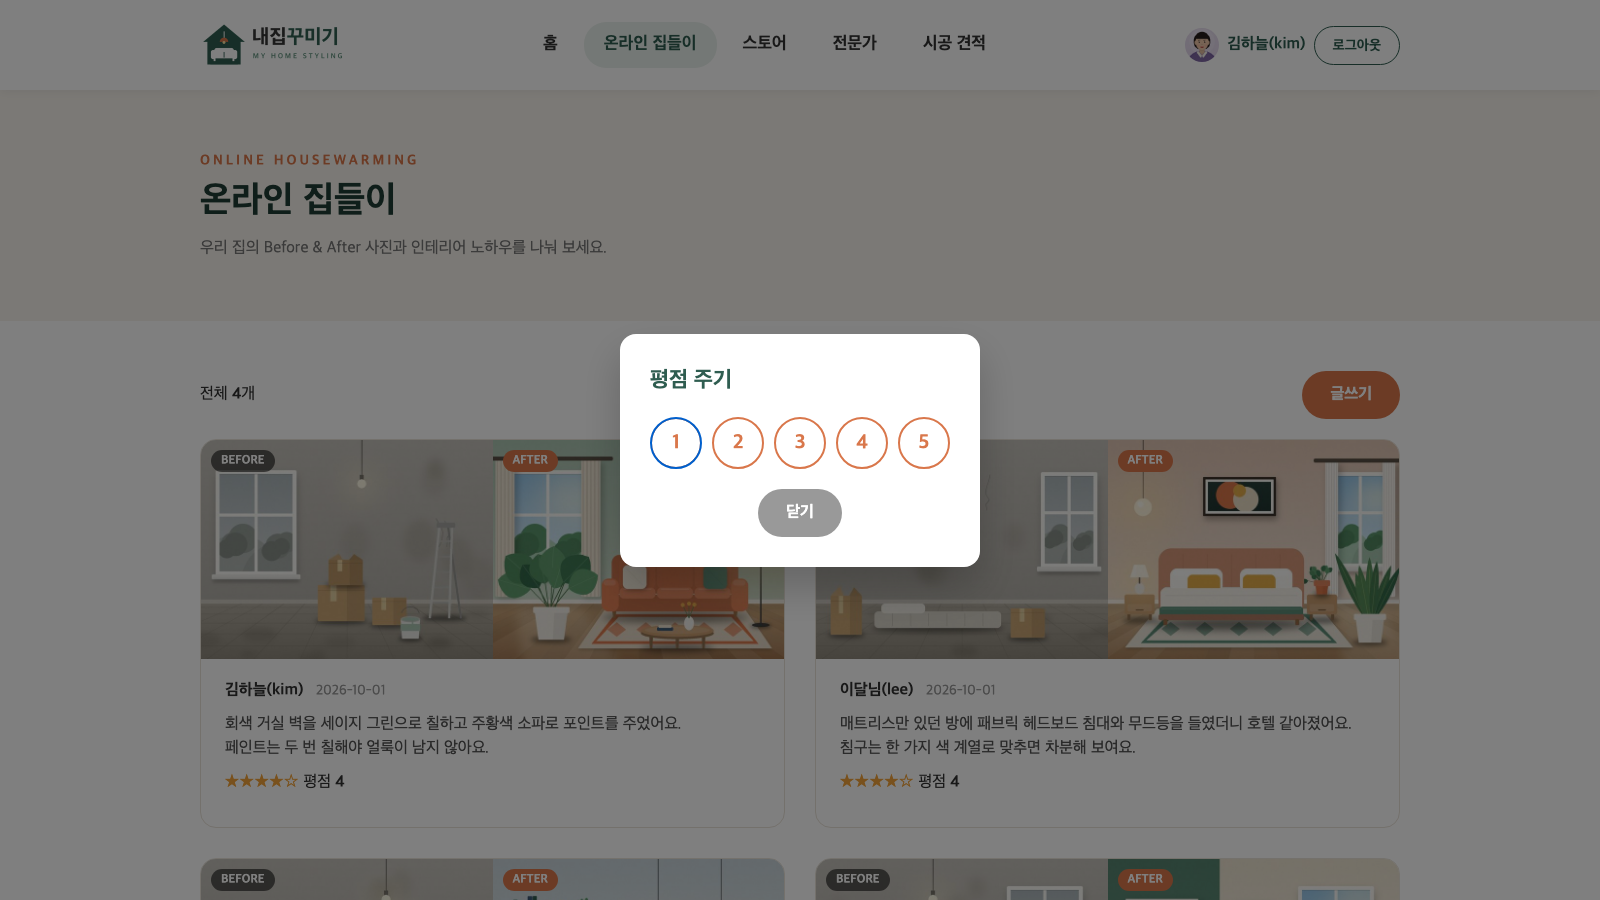 내집꾸미기
MY HOME STYLING
홈
온라인 집들이
스토어
전문가
시공 견적
김하늘(kim)
로그아웃
ONLINE HOUSEWARMING
온라인 집들이
우리 집의 Before & After 사진과 인테리어 노하우를 나눠 보세요.
전체 4개
글쓰기
평점 주기
1
2
3
4
5
닫기
BEFORE
AFTER
AFTER
김하늘(kim) 2026-10-01
회색 거실 벽을 세이지 그린으로 칠하고 주황색 소파로 포인트를 주었어요.
페인트는 두 번 칠해야 얼룩이 남지 않아요.
★★★★☆ 평점 4
이달님(lee) 2026-10-01
매트리스만 있던 방에 패브릭 헤드보드 침대와 무드등을 들였더니 호텔 같아졌어요.
침구는 한 가지 색 계열로 맞추면 차분해 보여요.
★★★★☆ 평점 4
BEFORE
AFTER
BEFORE
AFTER